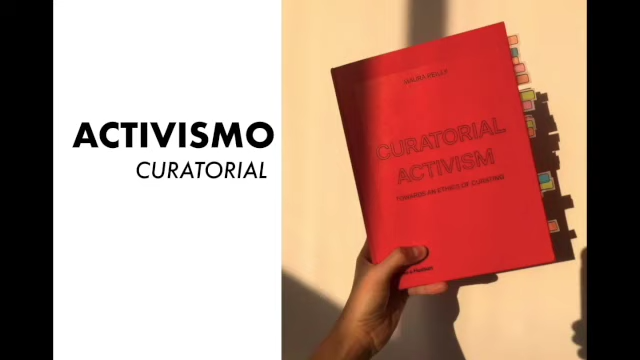 ACTIVISMO
CURATORIAL
MAURA REILLY
CURATORIAL
ACTIVISM
TOWARDS AN ETHICS OF CURATING